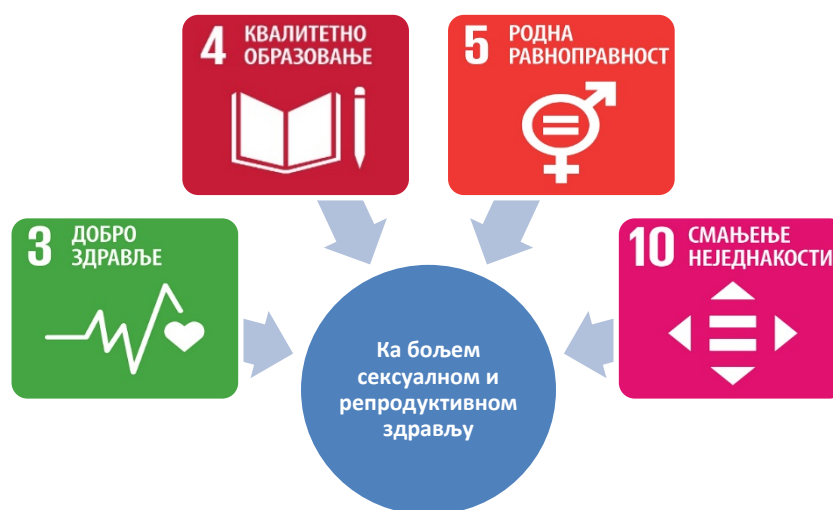 4 КВАЛИТЕТНО
ОБРАЗОВАЊЕ
5 РОДНА
РАВНОПРАВНОСТ
3 ДОБРО
ЗДРАВЉЕ
10 СМАЊЕЊЕ
НЕЈЕДНАКОСТИ
Ка бољем
сексуалном и
репродуктивном
здрављу